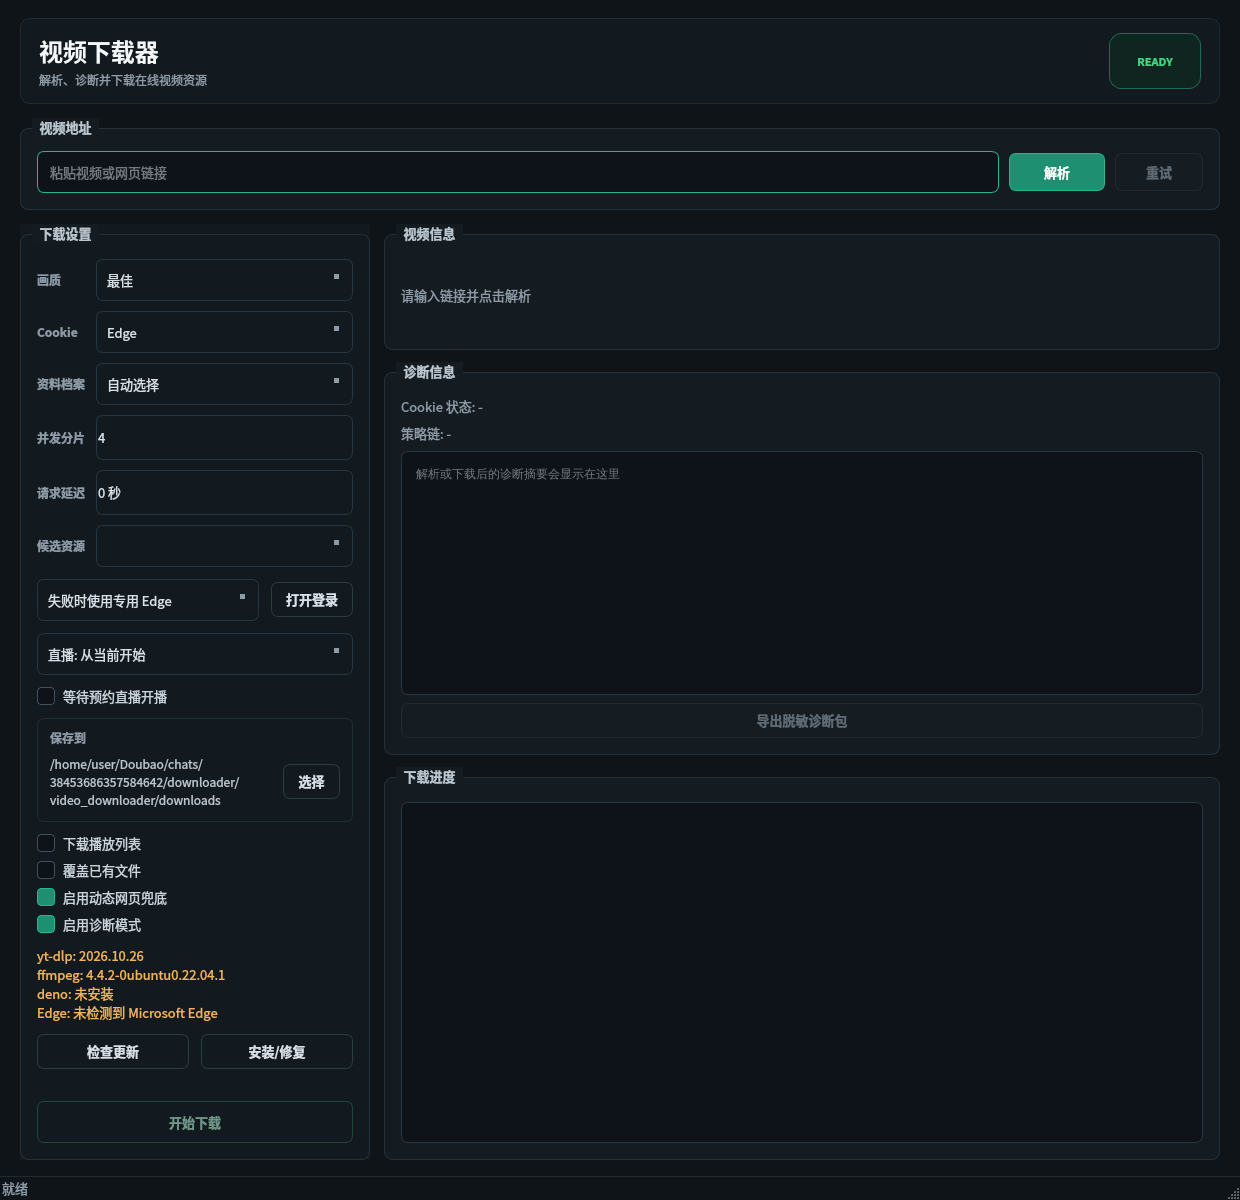 视频下载器
解析、诊断并下载在线视频资源
READY
视频地址
粘贴视频或网页链接
解析
重试
下载设置
画质
最佳
Cookie
Edge
资料档案
自动选择
并发分片
4
请求延迟
0 秒
候选资源
失败时使用专用 Edge
打开登录
直播: 从当前开始
等待预约直播开播
保存到
/home/user/Doubao/chats/
38453686357584642/downloader/
video_downloader/downloads
选择
下载播放列表
覆盖已有文件
启用动态网页兜底
启用诊断模式
yt-dlp: 2026.10.26
ffmpeg: 4.4.2-0ubuntu0.22.04.1
deno: 未安装
Edge: 未检测到 Microsoft Edge
检查更新
安装/修复
开始下载
视频信息
请输入链接并点击解析
诊断信息
Cookie 状态: -
策略链: -
解析或下载后的诊断摘要会显示在这里
导出脱敏诊断包
下载进度
就绪